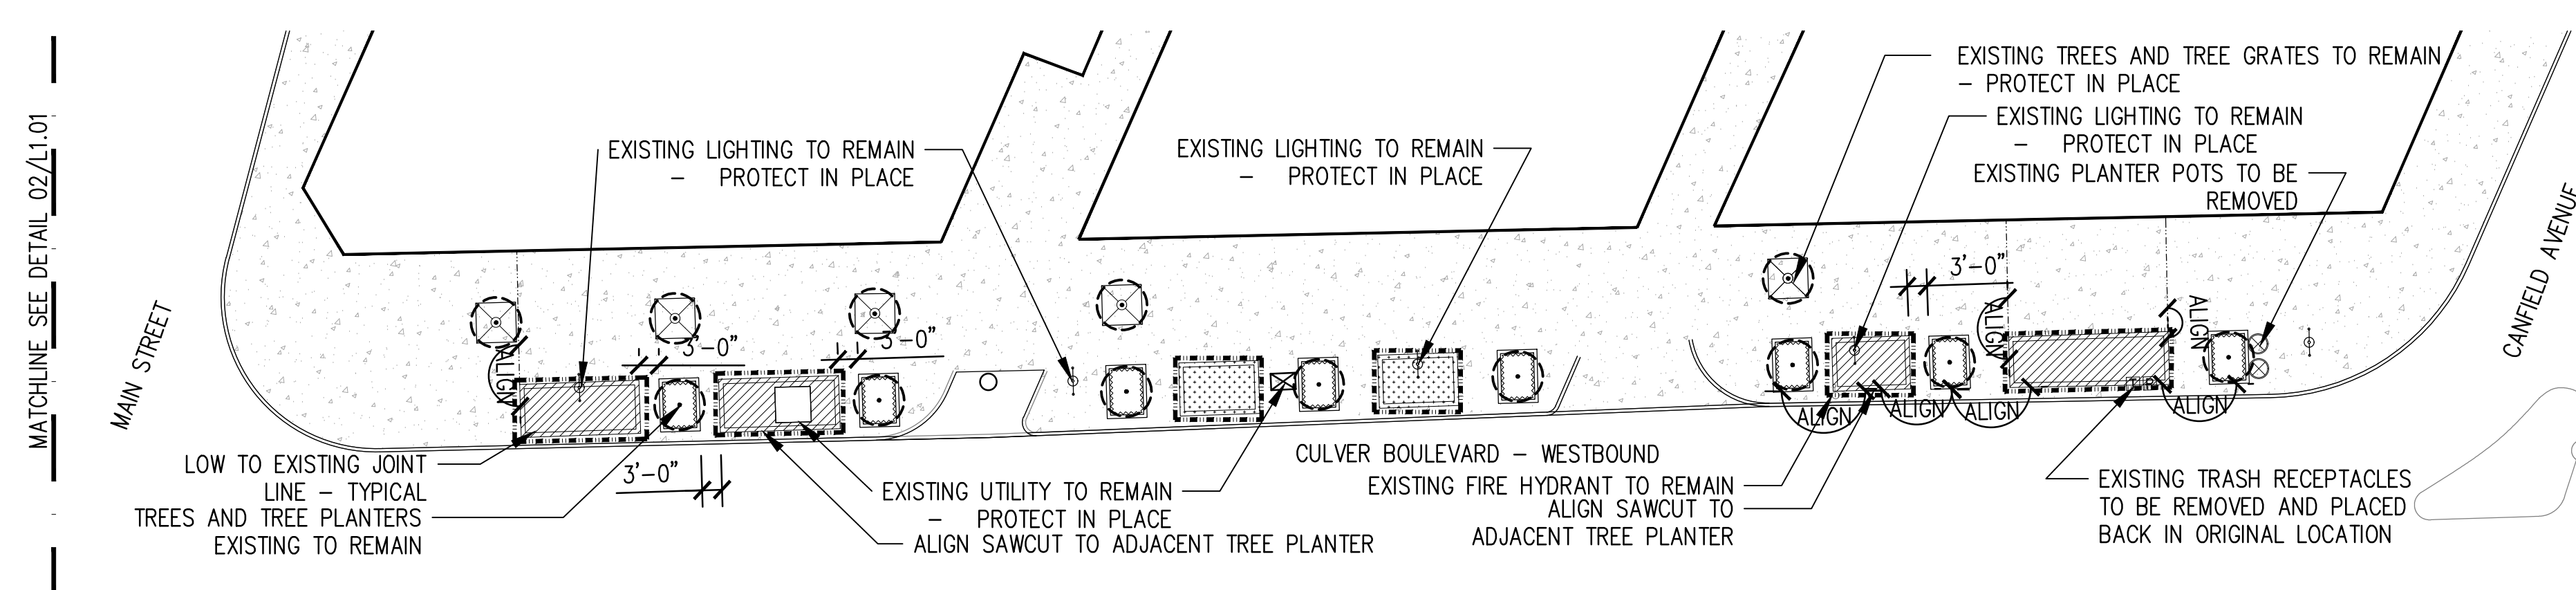 MATCHLINE SEE DETAIL 02/L1.01
MAIN STREET
EXISTING LIGHTING TO REMAIN
– PROTECT IN PLACE
EXISTING LIGHTING TO REMAIN
– PROTECT IN PLACE
EXISTING TREES AND TREE GRATES TO REMAIN
– PROTECT IN PLACE
EXISTING LIGHTING TO REMAIN
– PROTECT IN PLACE
EXISTING PLANTER POTS TO BE
REMOVED
CANFIELD AVENUE
3'-0"
ALIGN
ALIGN
ALIGN
3'-0"
3'-0"
ALIGN
ALIGN
ALIGN
ALIGN
LOW TO EXISTING JOINT
LINE – TYPICAL
TREES AND TREE PLANTERS
EXISTING TO REMAIN
3'-0"
EXISTING UTILITY TO REMAIN
– PROTECT IN PLACE
ALIGN SAWCUT TO ADJACENT TREE PLANTER
CULVER BOULEVARD – WESTBOUND
EXISTING FIRE HYDRANT TO REMAIN
ALIGN SAWCUT TO
ADJACENT TREE PLANTER
EXISTING TRASH RECEPTACLES
TO BE REMOVED AND PLACED
BACK IN ORIGINAL LOCATION